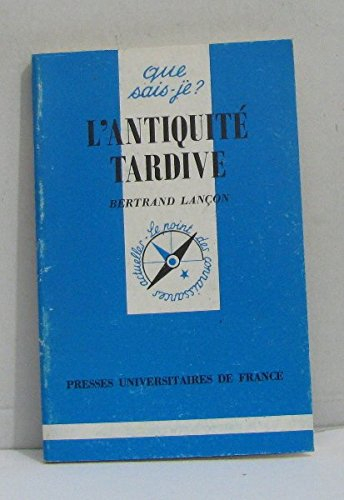 que
sais-je?
L'ANTIQUITÉ
TARDIVE
BERTRAND LANÇON
le point des connaissances actuelles
PRESSES UNIVERSITAIRES DE FRANCE